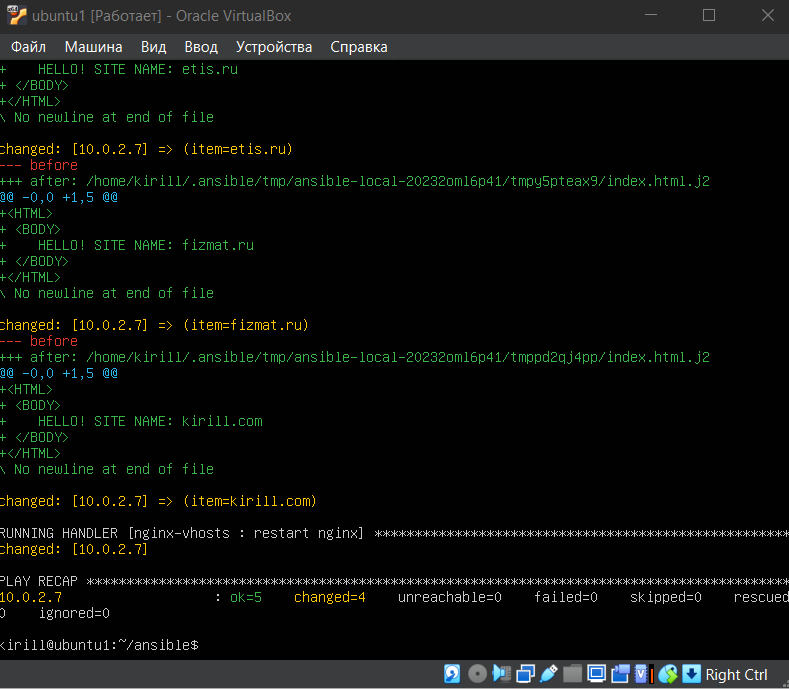 ubuntu1 [Работает] - Oracle VirtualBox
Файл Машина Вид Ввод Устройства Справка
+    HELLO! SITE NAME: etis.ru
+ </BODY>
+</HTML>
\ No newline at end of file
changed: [10.0.2.7] => (item=etis.ru)
--- before
+++ after: /home/kirill/.ansible/tmp/ansible-local-20232oml6p41/tmpy5pteax9/index.html.j2
@@ -0,0 +1,5 @@
+<HTML>
+ <BODY>
+    HELLO! SITE NAME: fizmat.ru
+ </BODY>
+</HTML>
\ No newline at end of file
changed: [10.0.2.7] => (item=fizmat.ru)
--- before
+++ after: /home/kirill/.ansible/tmp/ansible-local-20232oml6p41/tmppd2qj4pp/index.html.j2
@@ -0,0 +1,5 @@
+<HTML>
+ <BODY>
+    HELLO! SITE NAME: kirill.com
+ </BODY>
+</HTML>
\ No newline at end of file
changed: [10.0.2.7] => (item=kirill.com)
RUNNING HANDLER [nginx-vhosts : restart nginx] ****************************************************
changed: [10.0.2.7]
PLAY RECAP ****************************************************************************************
10.0.2.7                   : ok=5    changed=4    unreachable=0    failed=0    skipped=0    rescued
0    ignored=0
kirill@ubuntu1:~/ansible$
Right Ctrl